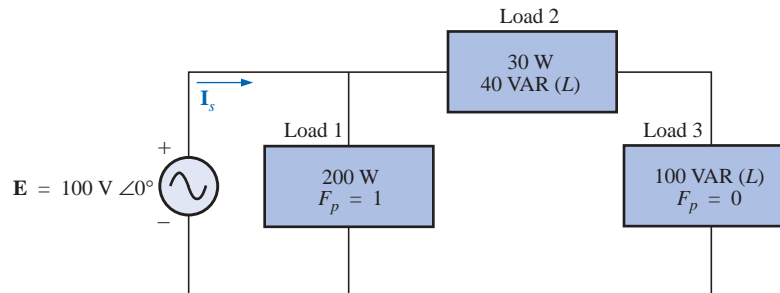 Load 2
30 W
40 VAR (L)
I_s
Load 1
Load 3
+
E = 100 V ∠0°
200 W
F_p = 1
100 VAR (L)
F_p = 0
−